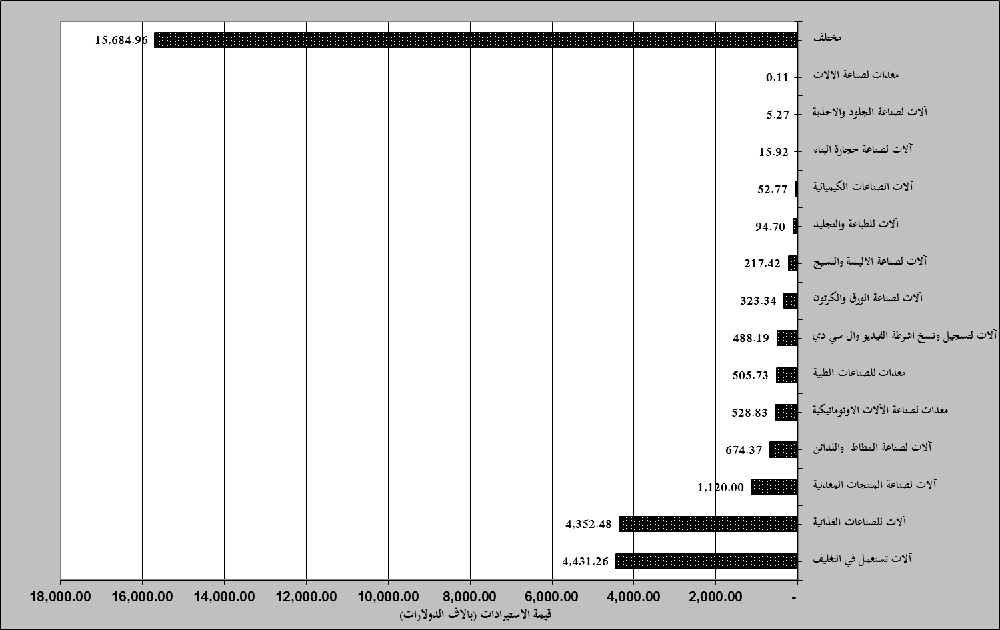 مختلف
15,684.96
معدات لصناعة الالات
0.11
آلات لصناعة الجلود والاحذية
5.27
آلات لصناعة حجارة البناء
15.92
آلات الصناعات الكيميائية
52.77
آلات للطباعة والتجليد
94.70
آلات لصناعة الالبسة والنسيج
217.42
آلات لصناعة الورق والكرتون
323.34
آلات لتسجيل ونسخ اشرطة الفيديو وال سي دي
488.19
معدات للصناعات الطبية
505.73
معدات لصناعة الآلات الاوتوماتيكية
528.83
آلات لصناعة المطاط واللدائن
674.37
آلات لصناعة المنتجات المعدنية
1,120.00
آلات للصناعات الغذائية
4,352.48
آلات تستعمل في التغليف
4,431.26
18,000.00 16,000.00 14,000.00 12,000.00 10,000.00 8,000.00 6,000.00 4,000.00 2,000.00 -
قيمة الاستيرادات (بالاف الدولارات)